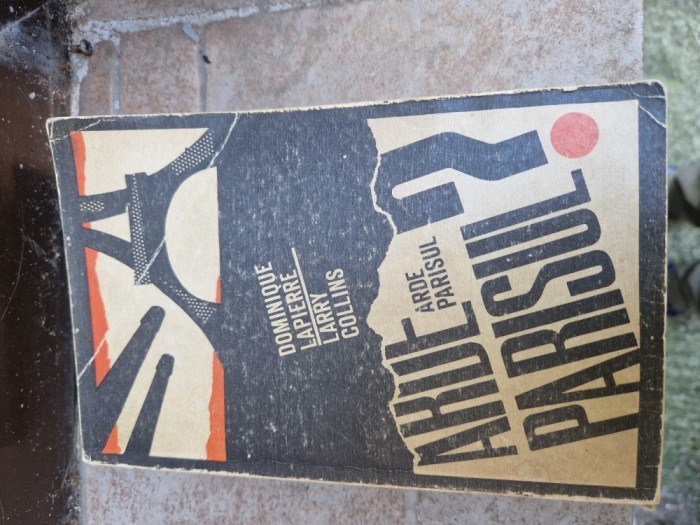 DOMINIQUE
LAPIERRE
LARRY
COLLINS
ARDE
PARISUL
ARDE
PARISUL?